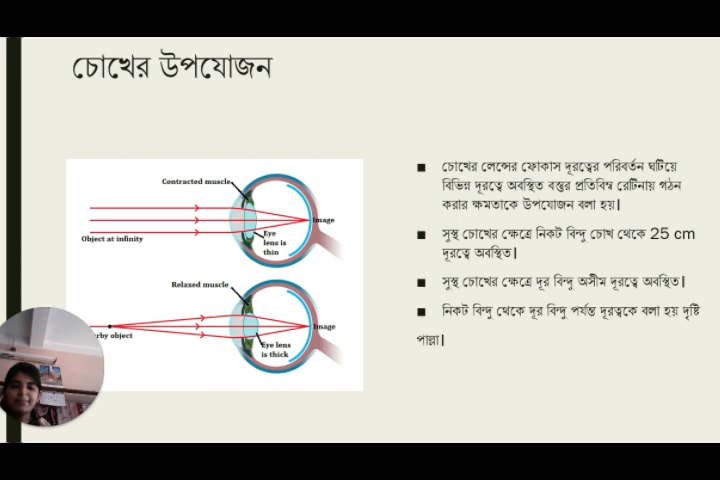 চোখের উপযোজন
Contracted muscle
Image
Eye
lens is
thin
Object at infinity
Relaxed muscle
Image
object
Eye lens
is thick
■ চোখের লেন্সের ফোকাস দূরত্বের পরিবর্তন ঘটিয়ে
বিভিন্ন দূরত্বে অবস্থিত বস্তুর প্রতিবিম্ব রেটিনায় গঠন
করার ক্ষমতাকে উপযোজন বলা হয়।
■ সুস্থ চোখের ক্ষেত্রে নিকট বিন্দু চোখ থেকে 25 cm
দূরত্বে অবস্থিত।
■ সুস্থ চোখের ক্ষেত্রে দূর বিন্দু অসীম দূরত্বে অবস্থিত।
■ নিকট বিন্দু থেকে দূর বিন্দু পর্যন্ত দূরত্বকে বলা হয় দৃষ্টি
পাল্লা।